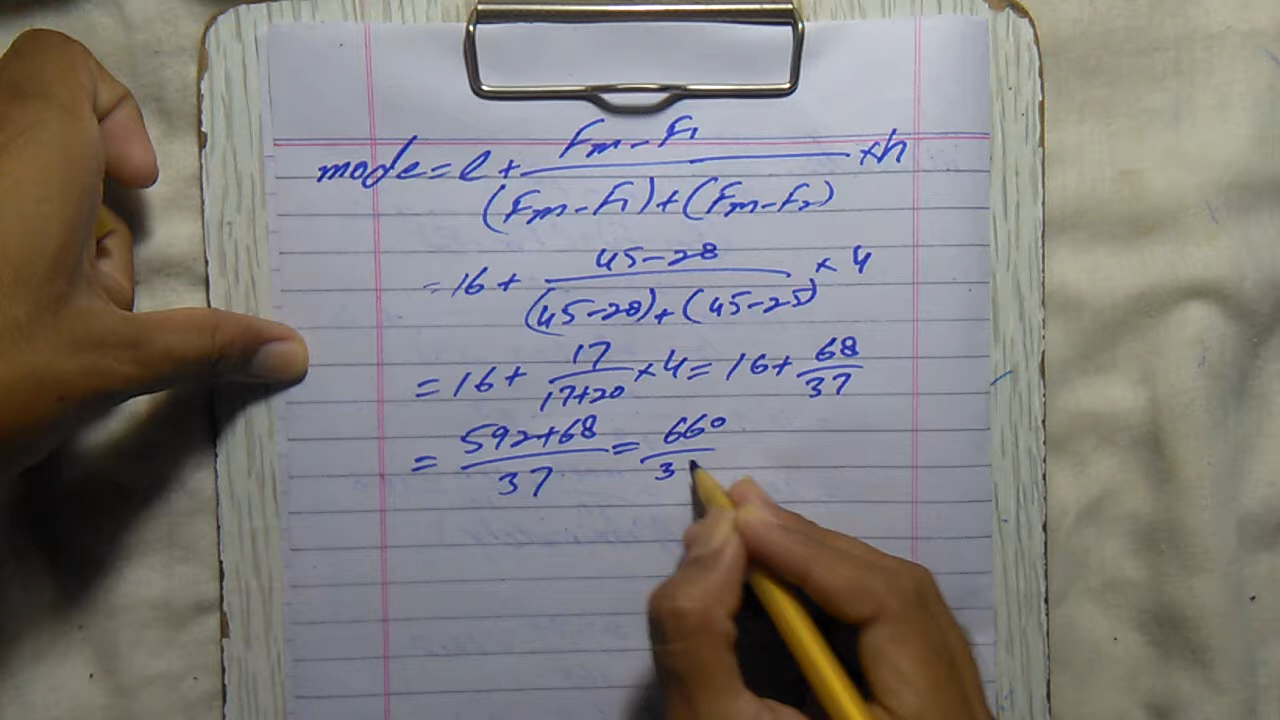 mode = l + Fm - F1 / (Fm - F1) + (Fm - F2) × h
= 16 + 45-28 / (45-28) + (45-25) × 4
= 16 + 17 / 17+20 × 4 = 16 + 68 / 37
= 592+68 / 37 = 660 / 3